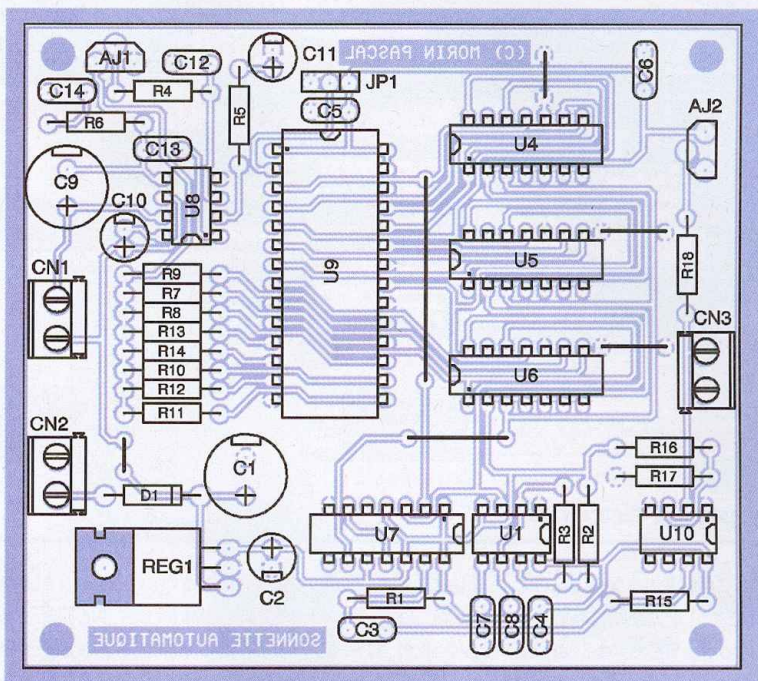 AJ1
C12
C11
(C) MORIN PASCAL
C14
R4
R5
JP1
C6
C5
AJ2
R6
C13
U4
C9
U8
C10
U9
CN1
R9
U5
R18
R7
R8
R13
CN3
R14
R10
U6
R12
R11
CN2
R16
C1
R17
D1
U7
U1
R3
R2
U10
REG1
C2
R1
R15
C3
C7
C8
C4
SONNETTE AUTOMATIQUE